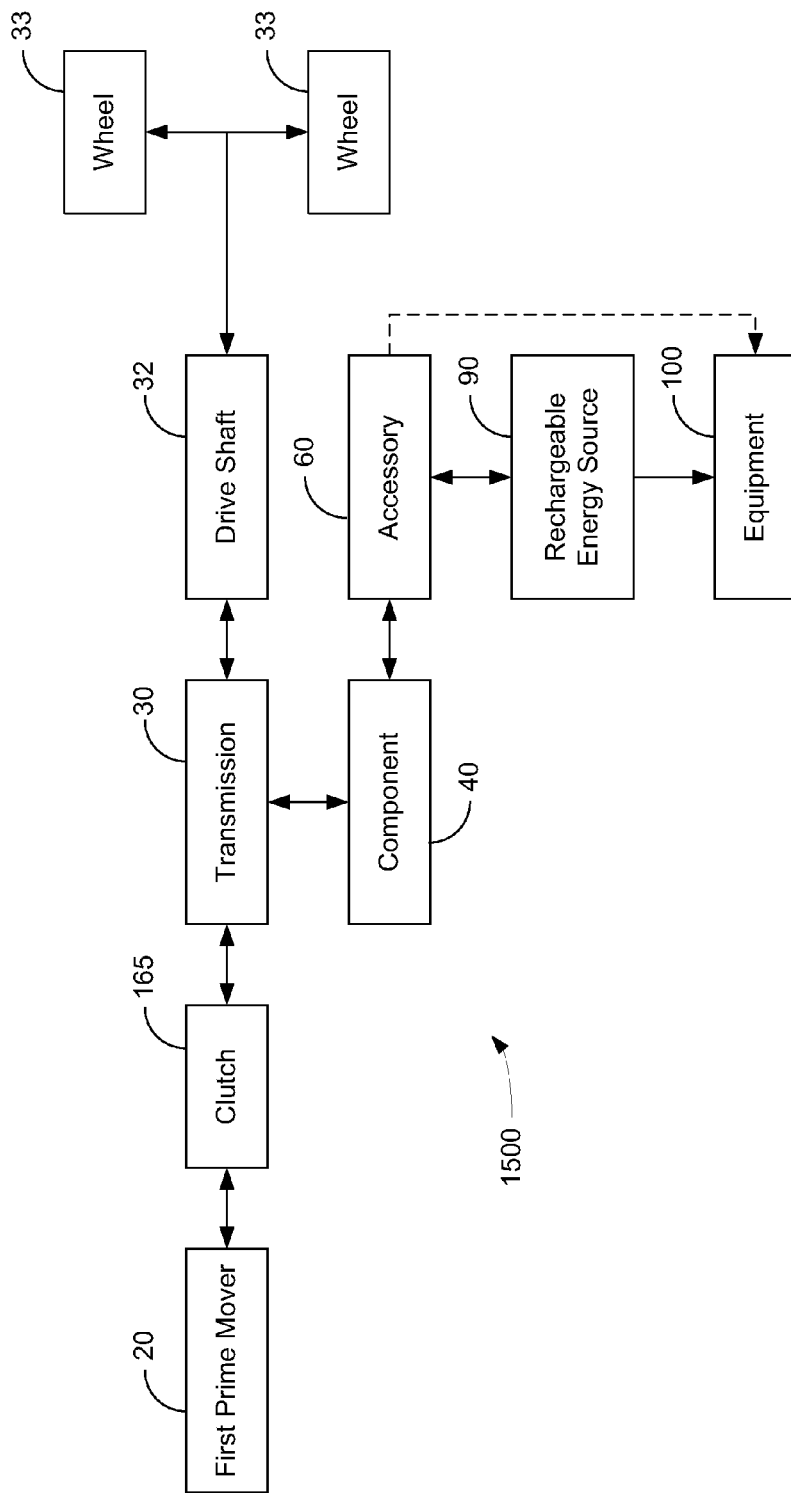 20
First Prime Mover
165
Clutch
30
Transmission
32
Drive Shaft
33
Wheel
33
Wheel
40
Component
60
Accessory
90
Rechargeable
Energy Source
100
Equipment
1500